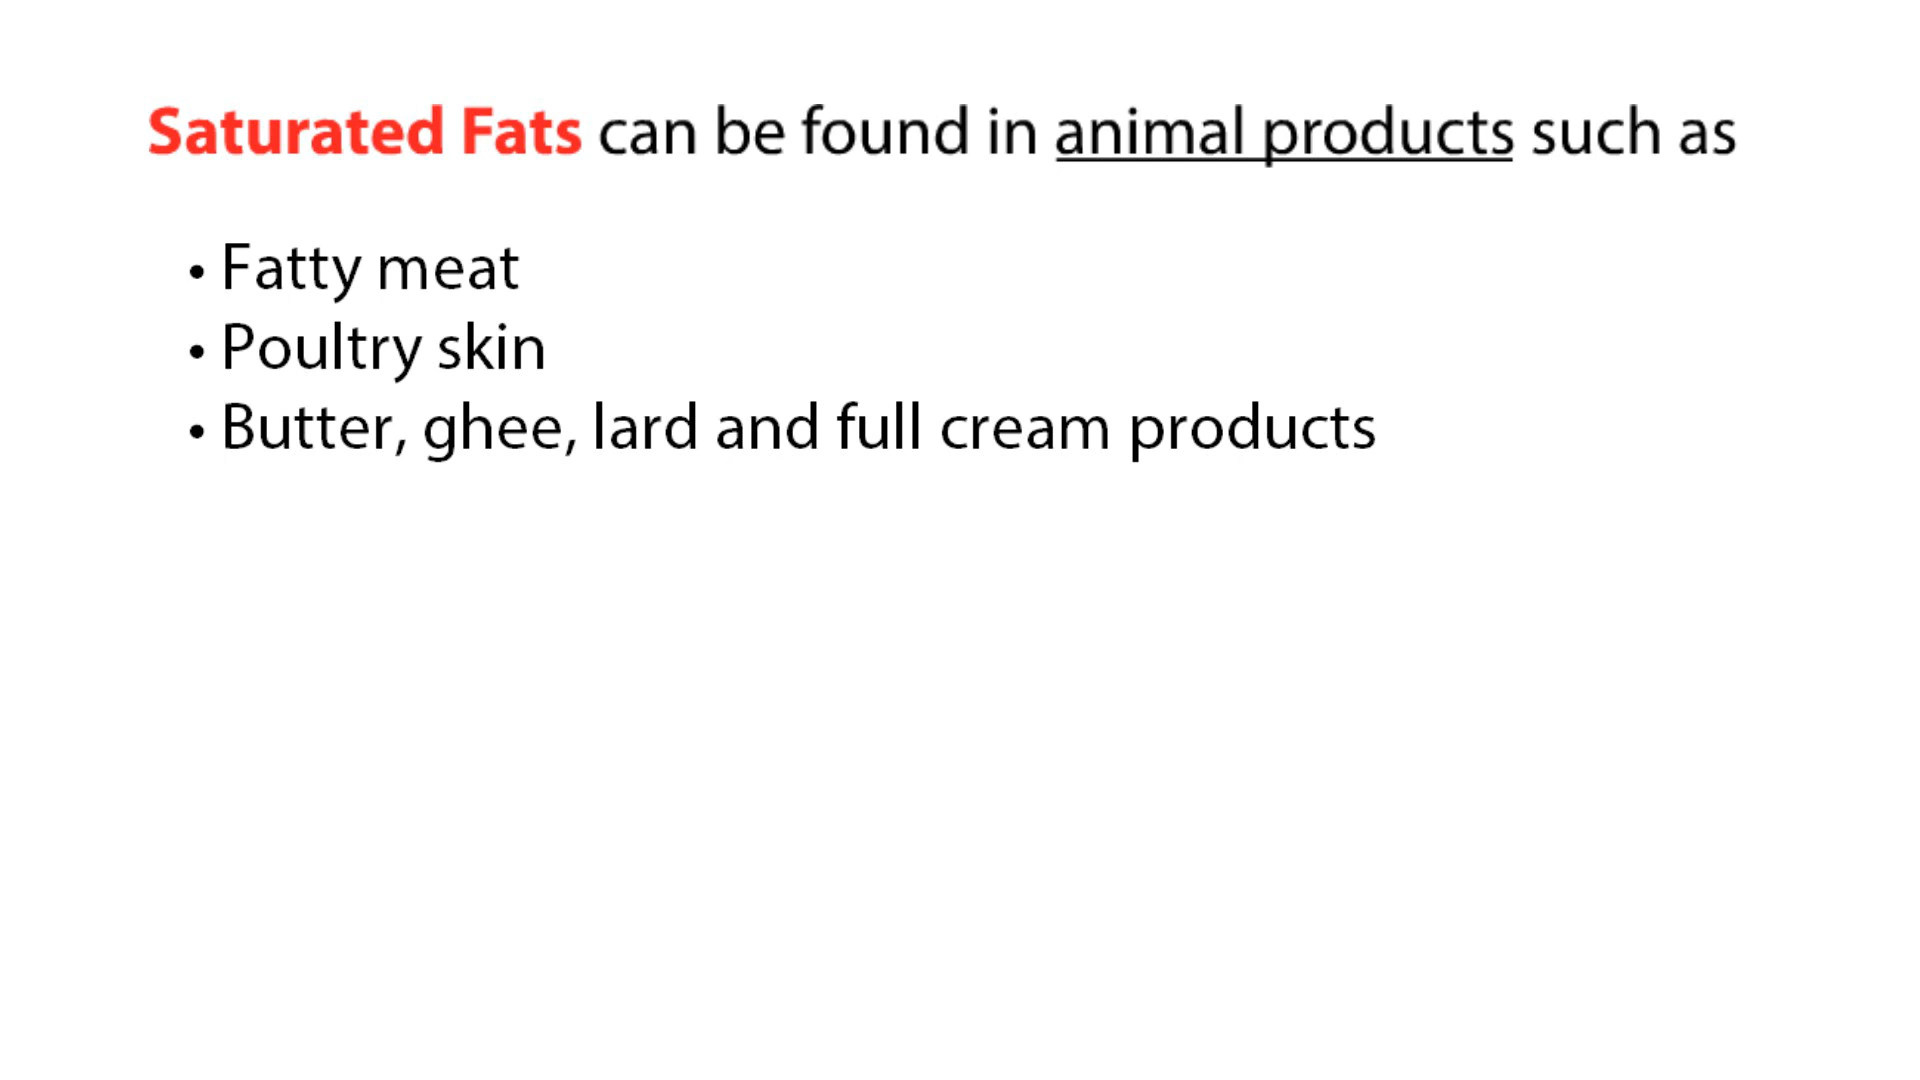 Saturated Fats can be found in animal products such as
• Fatty meat
• Poultry skin
• Butter, ghee, lard and full cream products